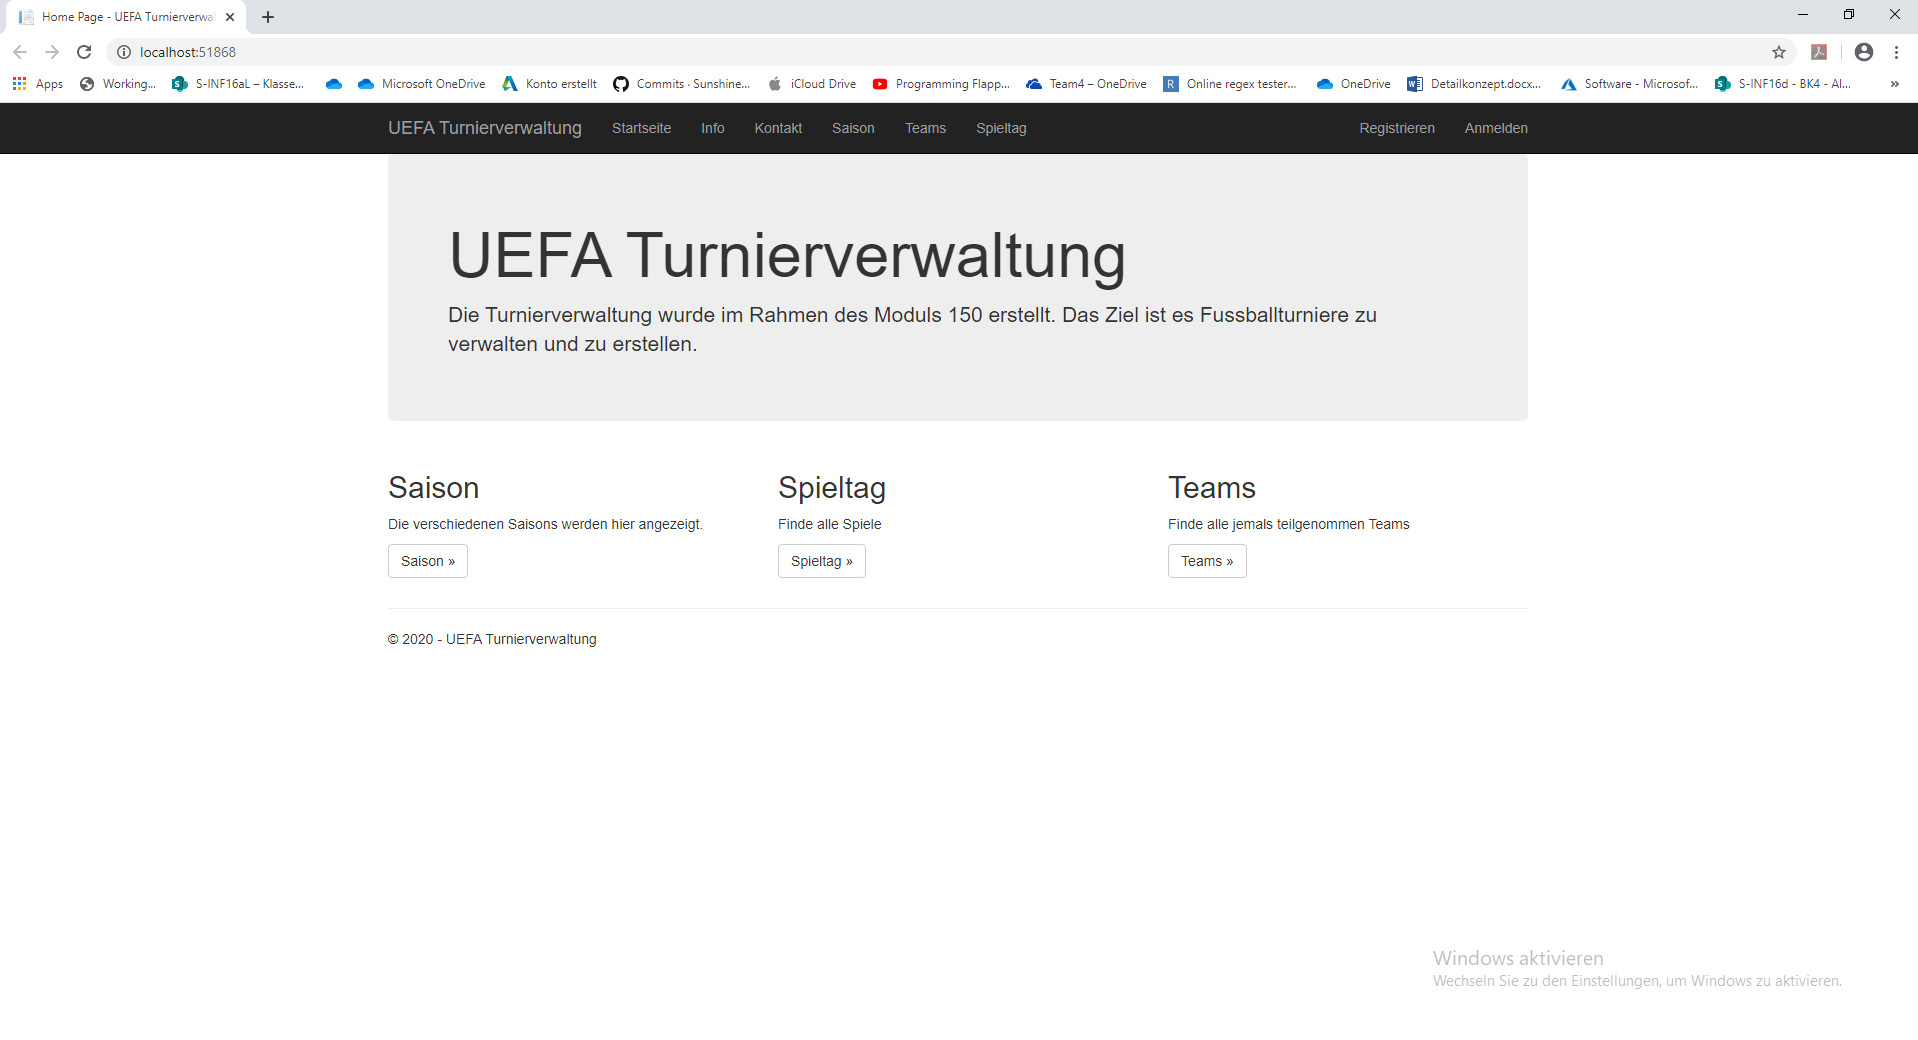 Home Page - UEFA Turnierverwal
localhost:51868
Apps Working... S-INF16aL – Klasse... Microsoft OneDrive Konto erstellt Commits · Sunshine... iCloud Drive Programming Flapp... Team4 – OneDrive R Online regex tester... OneDrive Detailkonzept.docx... Software - Microsof... S-INF16d - BK4 - Al... »
UEFA Turnierverwaltung Startseite Info Kontakt Saison Teams Spieltag Registrieren Anmelden
UEFA Turnierverwaltung
Die Turnierverwaltung wurde im Rahmen des Moduls 150 erstellt. Das Ziel ist es Fussballturniere zu
verwalten und zu erstellen.
Saison
Die verschiedenen Saisons werden hier angezeigt.
Saison »
Spieltag
Finde alle Spiele
Spieltag »
Teams
Finde alle jemals teilgenommen Teams
Teams »
© 2020 - UEFA Turnierverwaltung
Windows aktivieren
Wechseln Sie zu den Einstellungen, um Windows zu aktivieren.